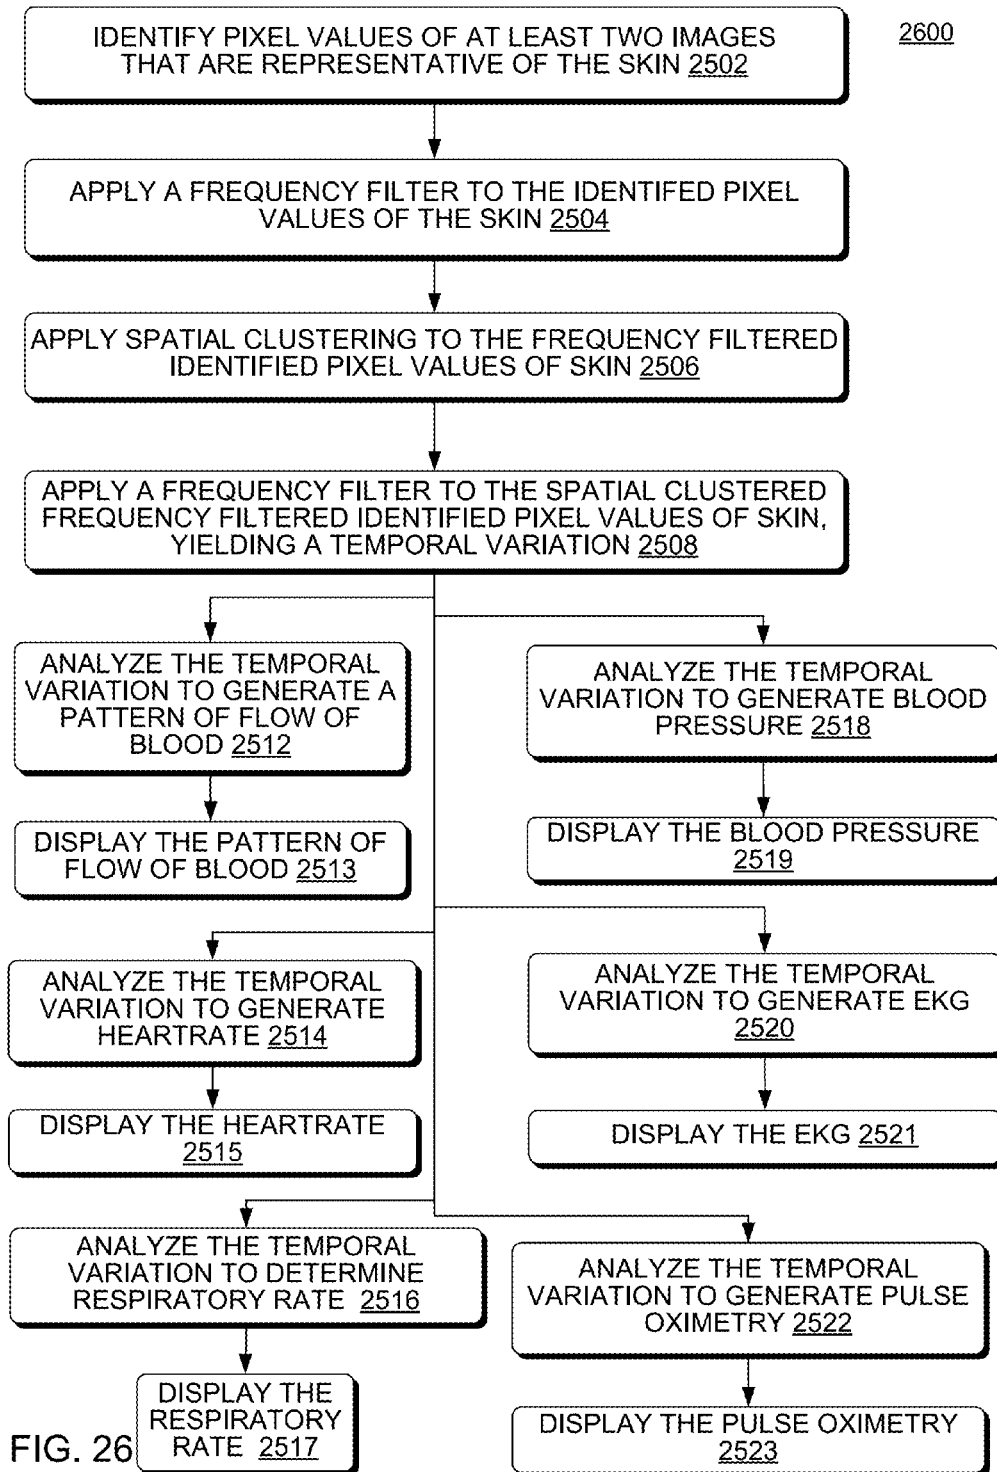 IDENTIFY PIXEL VALUES OF AT LEAST TWO IMAGES
THAT ARE REPRESENTATIVE OF THE SKIN 2502
2600
APPLY A FREQUENCY FILTER TO THE IDENTIFED PIXEL
VALUES OF THE SKIN 2504
APPLY SPATIAL CLUSTERING TO THE FREQUENCY FILTERED
IDENTIFIED PIXEL VALUES OF SKIN 2506
APPLY A FREQUENCY FILTER TO THE SPATIAL CLUSTERED
FREQUENCY FILTERED IDENTIFIED PIXEL VALUES OF SKIN,
YIELDING A TEMPORAL VARIATION 2508
ANALYZE THE TEMPORAL
VARIATION TO GENERATE A
PATTERN OF FLOW OF
BLOOD 2512
DISPLAY THE PATTERN OF
FLOW OF BLOOD 2513
ANALYZE THE TEMPORAL
VARIATION TO GENERATE BLOOD
PRESSURE 2518
DISPLAY THE BLOOD PRESSURE
2519
ANALYZE THE TEMPORAL
VARIATION TO GENERATE
HEARTRATE 2514
DISPLAY THE HEARTRATE
2515
ANALYZE THE TEMPORAL
VARIATION TO GENERATE EKG
2520
DISPLAY THE EKG 2521
ANALYZE THE TEMPORAL
VARIATION TO DETERMINE
RESPIRATORY RATE 2516
DISPLAY THE
RESPIRATORY
RATE 2517
ANALYZE THE TEMPORAL
VARIATION TO GENERATE PULSE
OXIMETRY 2522
DISPLAY THE PULSE OXIMETRY
2523
FIG. 26